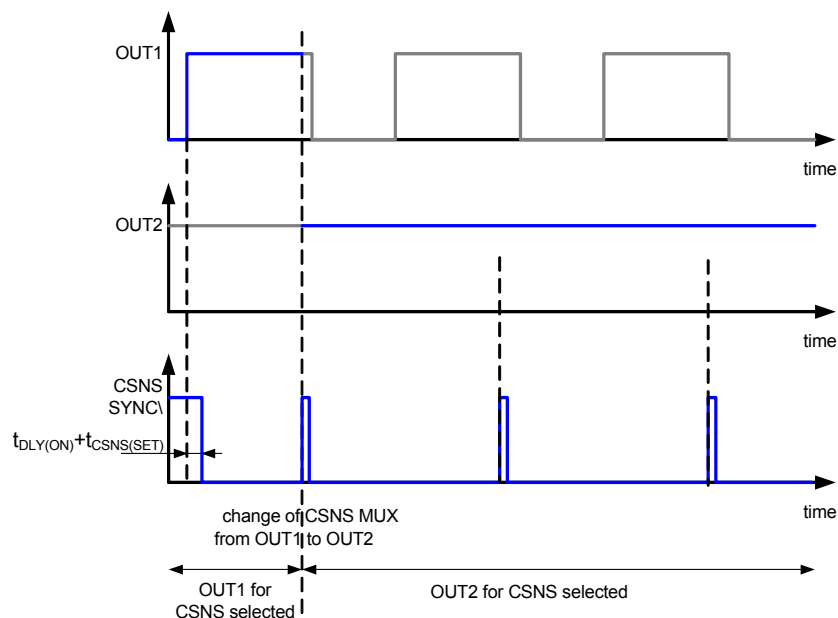 OUT1
time
OUT2
time
CSNS
SYNC\
tDLY(ON)+tCSNS(SET)
time
change of CSNS MUX
from OUT1 to OUT2
OUT1 for
CSNS selected
OUT2 for CSNS selected